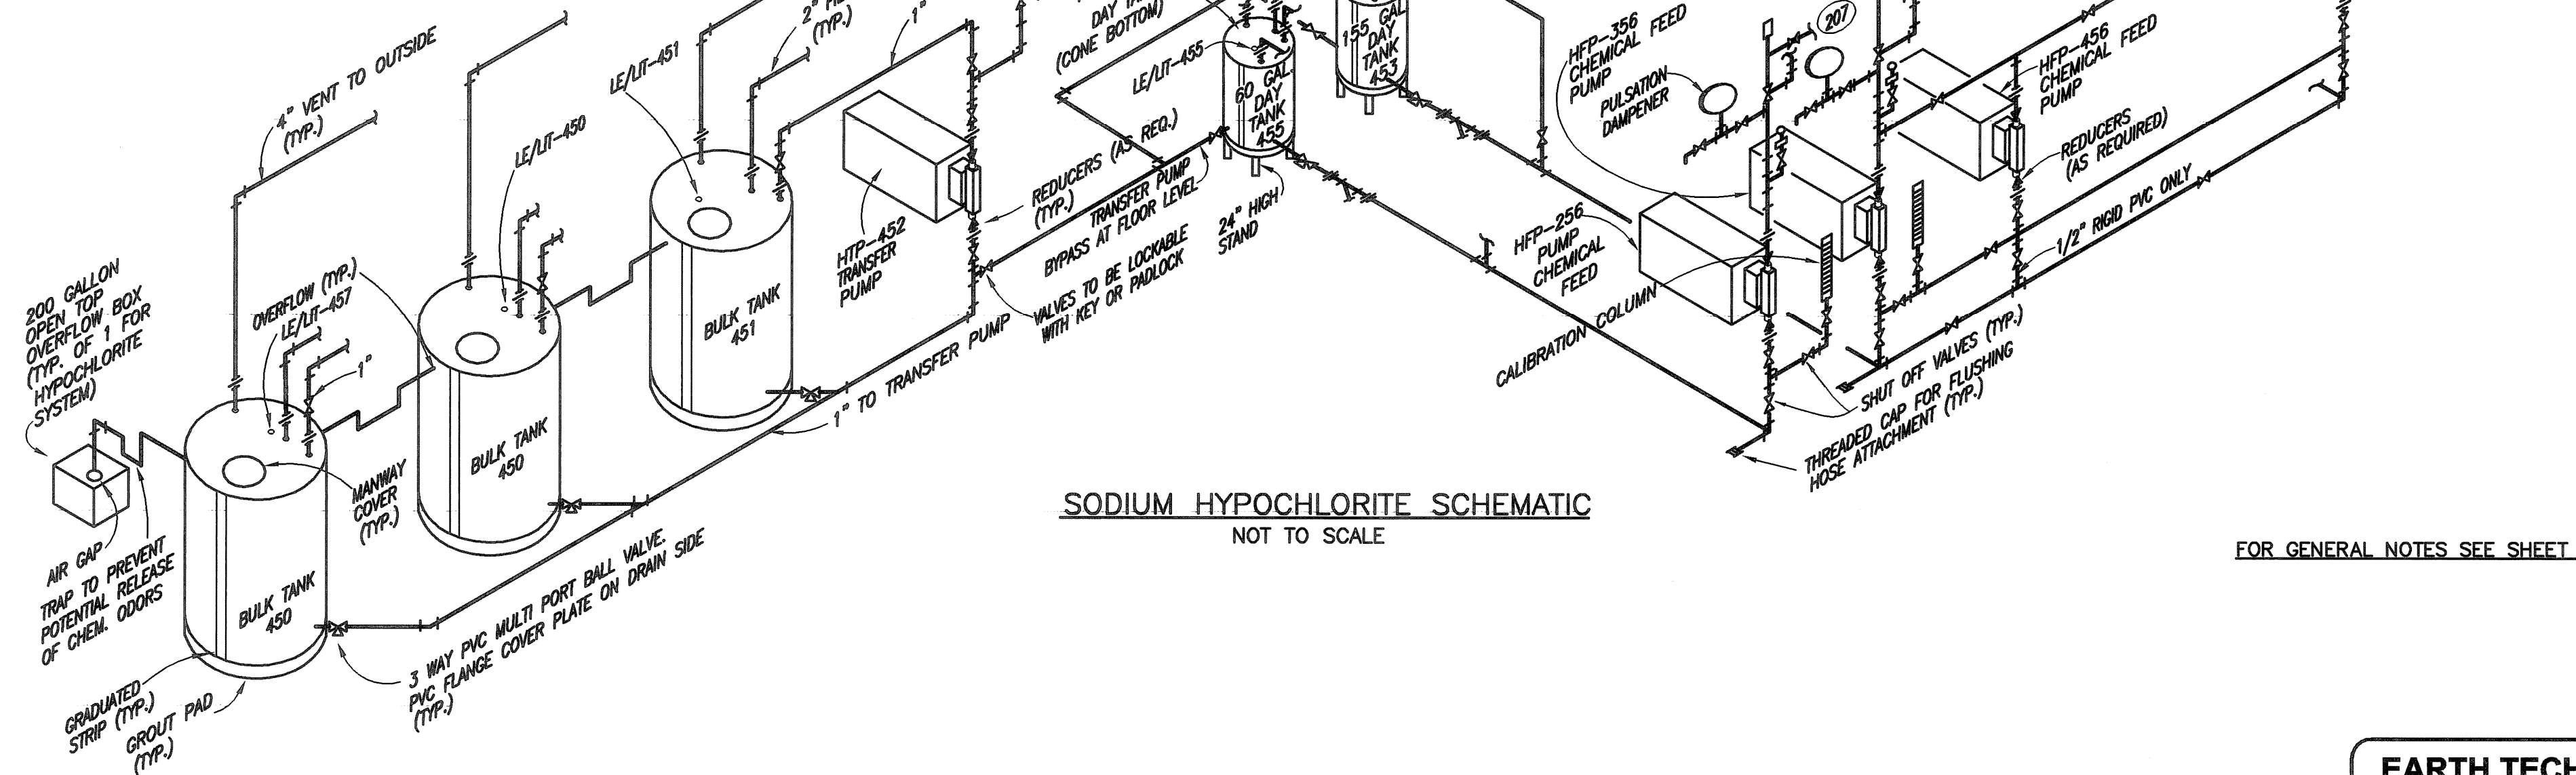 4" VENT TO OUTSIDE
(TYP.)
LE/LIT-450
LE/LIT-451
(TYP.)
1"
(CONE BOTTOM)
LE/LIT-455
60 GAL.
DAY
TANK
455
155 GAL.
DAY
TANK
453
HFP-356
CHEMICAL FEED
PUMP
PULSATION
DAMPENER
207
HFP-456
CHEMICAL FEED
PUMP
REDUCERS
(AS REQUIRED)
1/2" RIGID PVC ONLY
200 GALLON
OPEN TOP
OVERFLOW BOX
(TYP. OF 1 FOR
HYPOCHLORITE
SYSTEM)
OVERFLOW (TYP.)
LE/LIT-457
1"
HTP-452
TRANSFER
PUMP
REDUCERS (AS REQ.)
(TYP.)
TRANSFER PUMP
BYPASS AT FLOOR LEVEL
VALVES TO BE LOCKABLE
WITH KEY OR PADLOCK
24" HIGH
STAND
HFP-256
PUMP
CHEMICAL
FEED
CALIBRATION COLUMN
SHUT OFF VALVES (TYP.)
THREADED CAP FOR FLUSHING
HOSE ATTACHMENT (TYP.)
BULK TANK
451
1" TO TRANSFER PUMP
BULK TANK
450
MANWAY
COVER
(TYP.)
BULK TANK
450
AIR GAP
TRAP TO PREVENT
POTENTIAL RELEASE
OF CHEM. ODORS
GRADUATED
STRIP (TYP.)
GROUT PAD
(TYP.)
3 WAY PVC MULTI PORT BALL VALVE.
PVC FLANGE COVER PLATE ON DRAIN SIDE
(TYP.)
SODIUM HYPOCHLORITE SCHEMATIC
NOT TO SCALE
FOR GENERAL NOTES SEE SHEET
EARTH TECH